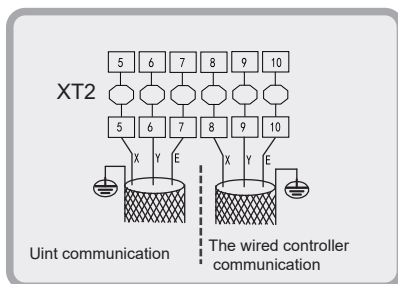 5 6 7 8 9 10
XT2
5 6 7 8 9 10
X Y E X Y E
Uint communication
The wired controller
communication